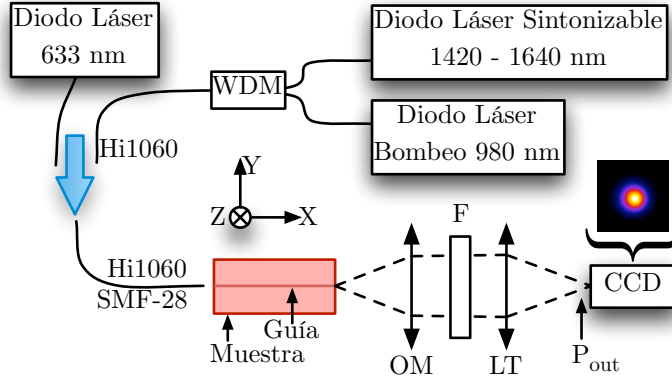 Diodo Láser
633 nm
Diodo Láser Sintonizable
1420 - 1640 nm
WDM
Diodo Láser
Bombeo 980 nm
Hi1060
Y
Z
X
F
Hi1060
SMF-28
CCD
Guía
Muestra
OM
LT
Pout